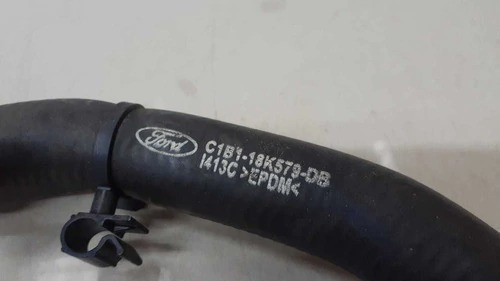 Ford
C1B1-18K579-DB
I413C >EPDM<